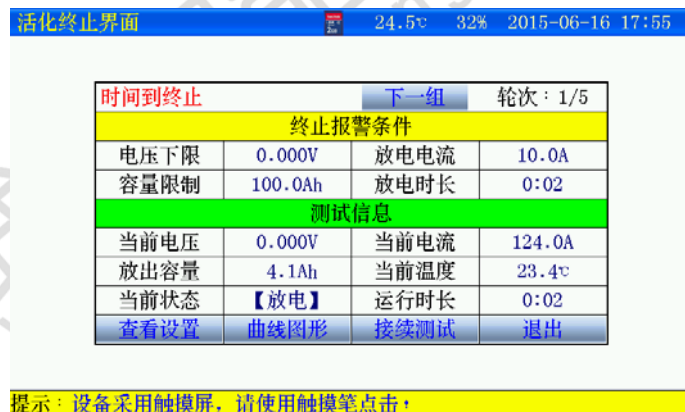 活化终止界面 24.5℃ 32% 2015-06-16 17:55
时间到终止 下一组 轮次：1/5
终止报警条件
电压下限 0.000V 放电电流 10.0A
容量限制 100.0Ah 放电时长 0:02
测试信息
当前电压 0.000V 当前电流 124.0A
放出容量 4.1Ah 当前温度 23.4℃
当前状态 【放电】 运行时长 0:02
查看设置 曲线图形 接续测试 退出
提示：设备采用触摸屏，请使用触摸笔点击！